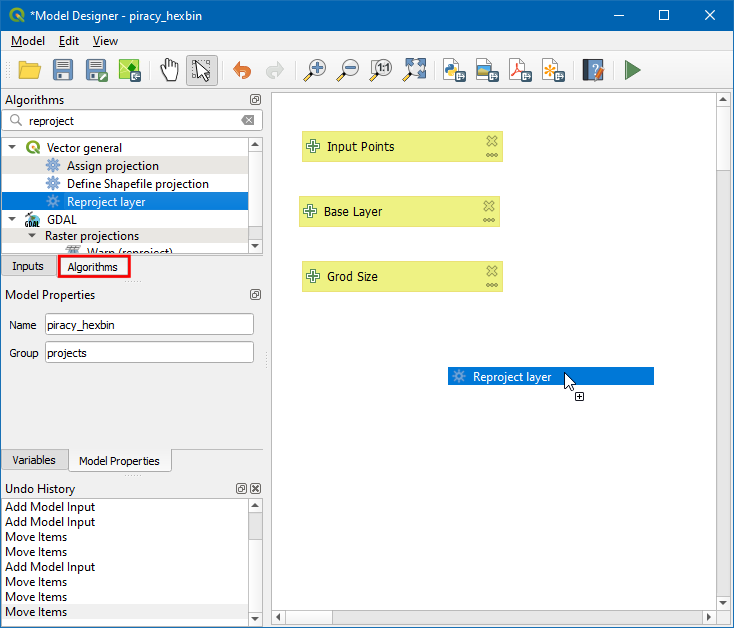 *Model Designer - piracy_hexbin
Model Edit View
1:1
Algorithms
reproject
Vector general
Assign projection
Define Shapefile projection
Reproject layer
GDAL
GDAL
Raster projections
Warp (reproject)
Inputs Algorithms
Model Properties
Name piracy_hexbin
Group projects
Variables Model Properties
Undo History
Add Model Input
Add Model Input
Move Items
Move Items
Add Model Input
Move Items
Move Items
Move Items
Input Points
Base Layer
Grod Size
Reproject layer